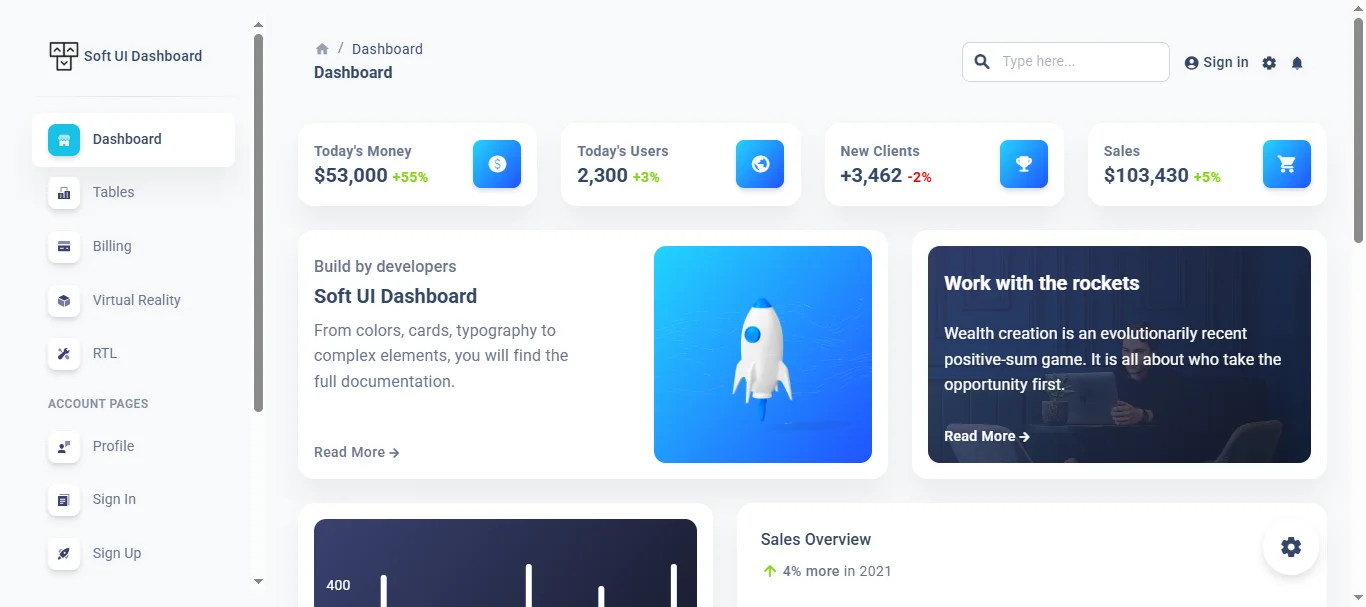 Soft UI Dashboard
Dashboard
Tables
Billing
Virtual Reality
RTL
ACCOUNT PAGES
Profile
Sign In
Sign Up
/ Dashboard
Dashboard
Type here...
Sign in
Today's Money
$53,000 +55%
Today's Users
2,300 +3%
New Clients
+3,462 -2%
Sales
$103,430 +5%
Build by developers
Soft UI Dashboard
From colors, cards, typography to
complex elements, you will find the
full documentation.
Read More
Work with the rockets
Wealth creation is an evolutionarily recent
positive-sum game. It is all about who take the
opportunity first.
Read More
400
Sales Overview
4% more in 2021